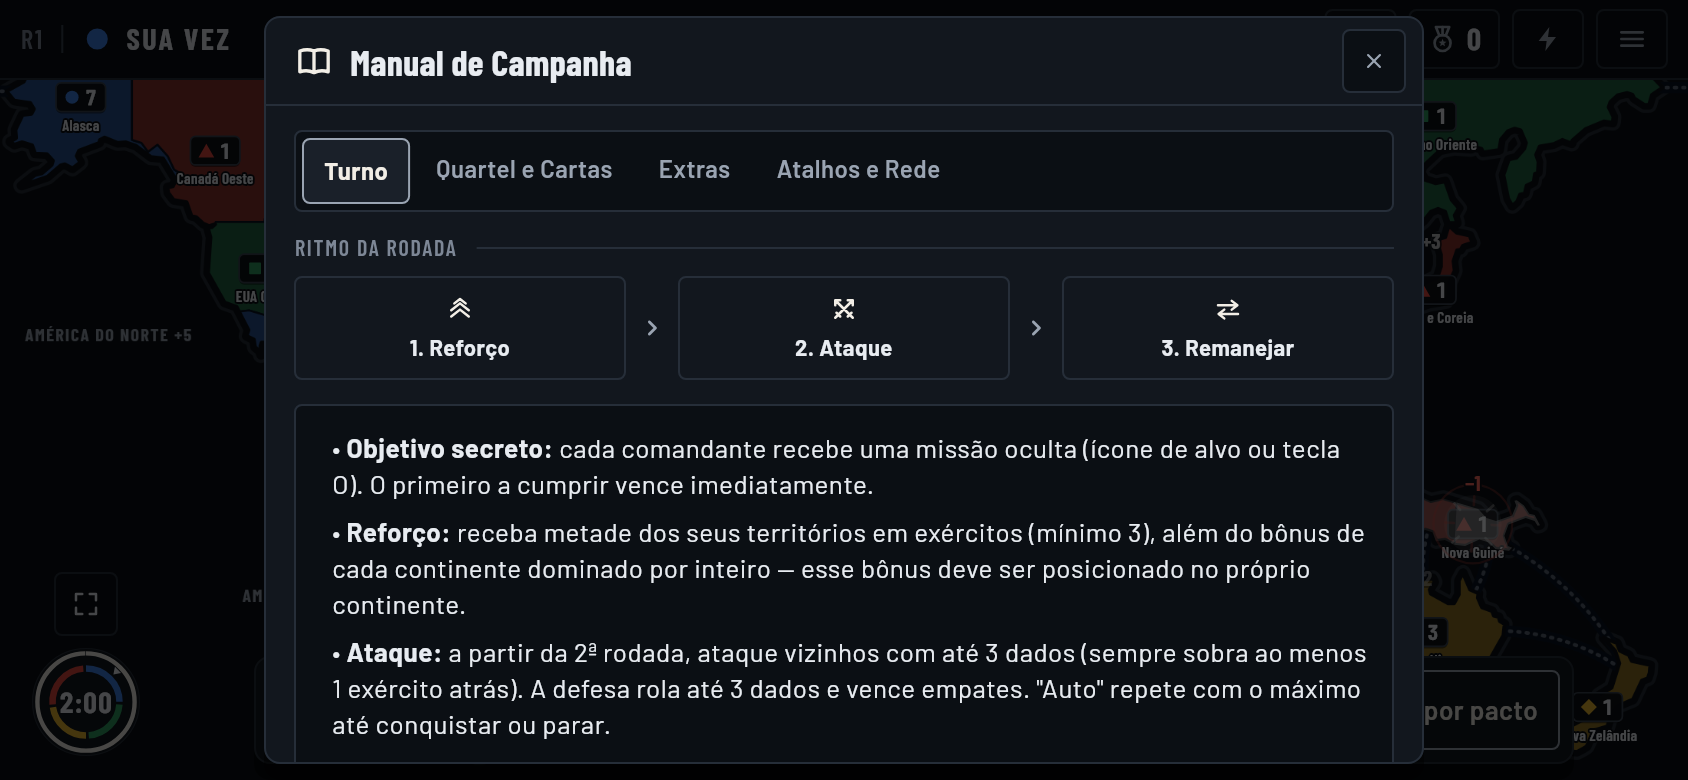 R1
SUA VEZ
Manual de Campanha
0
7
Alasca
1
Canadá Oeste
AMÉRICA DO NORTE +5
2:00
Turno
Quartel e Cartas
Extras
Atalhos e Rede
RITMO DA RODADA
1. Reforço
2. Ataque
3. Remanejar
• Objetivo secreto: cada comandante recebe uma missão oculta (ícone de alvo ou tecla
O). O primeiro a cumprir vence imediatamente.
• Reforço: receba metade dos seus territórios em exércitos (mínimo 3), além do bônus de
cada continente dominado por inteiro — esse bônus deve ser posicionado no próprio
continente.
• Ataque: a partir da 2ª rodada, ataque vizinhos com até 3 dados (sempre sobra ao menos
1 exército atrás). A defesa rola até 3 dados e vence empates. "Auto" repete com o máximo
até conquistar ou parar.
EUA
AM
1
Oriente
+3
1
e Coreia
−1
1
Nova Guiné
3
por pacto
1
va Zelândia